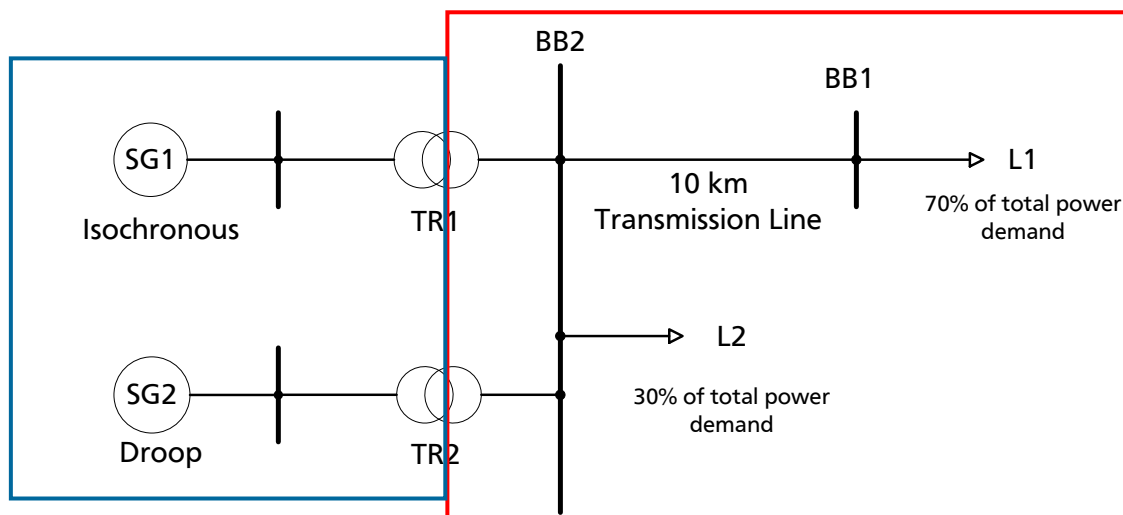 BB2
BB1
SG1
Isochronous
TR1
10 km
Transmission Line
L1
70% of total power
demand
L2
30% of total power
demand
SG2
Droop
TR2